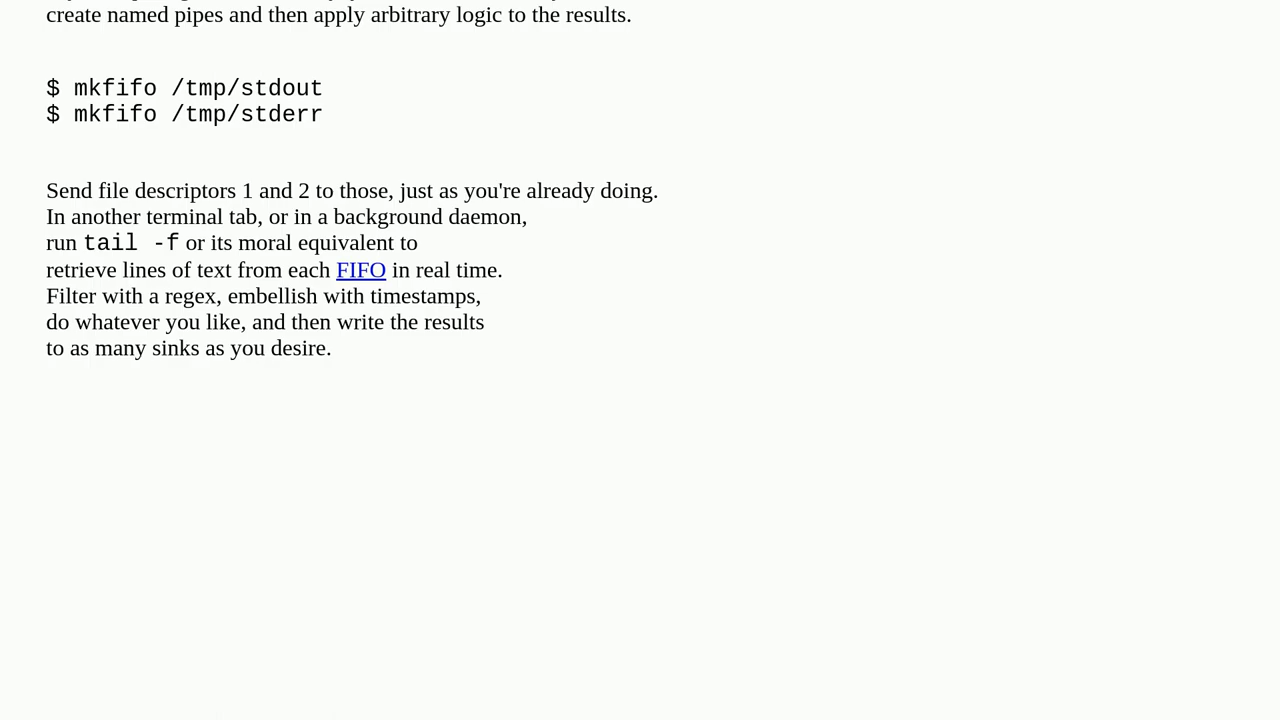 create named pipes and then apply arbitrary logic to the results.
$ mkfifo /tmp/stdout
$ mkfifo /tmp/stderr
Send file descriptors 1 and 2 to those, just as you're already doing.
In another terminal tab, or in a background daemon,
run tail -f or its moral equivalent to
retrieve lines of text from each FIFO in real time.
Filter with a regex, embellish with timestamps,
do whatever you like, and then write the results
to as many sinks as you desire.